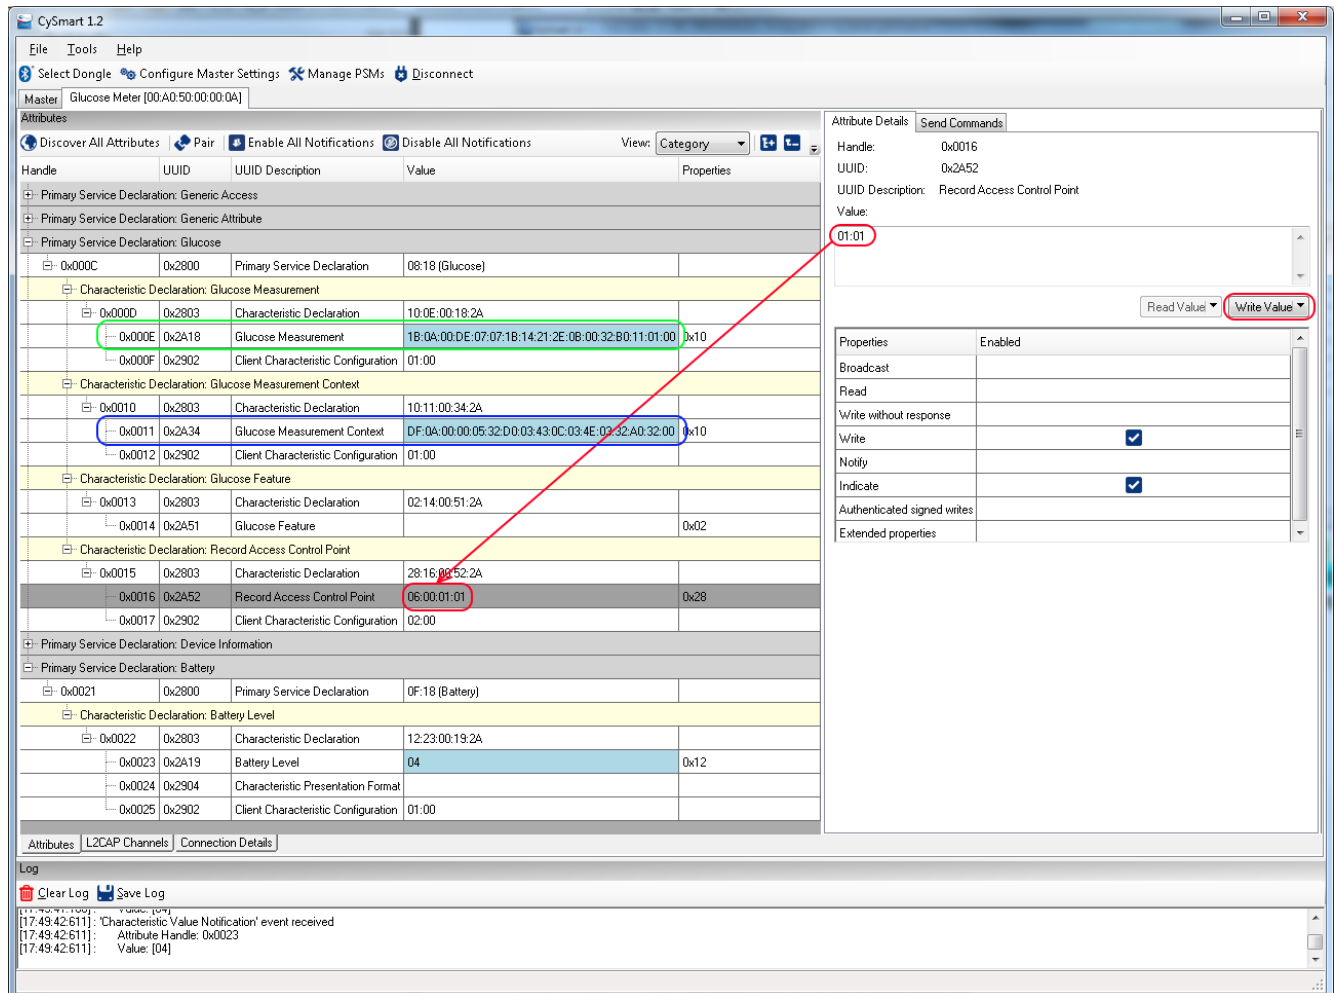 CySmart 1.2
File Tools Help
Select Dongle Configure Master Settings Manage PSMs Disconnect
Master Glucose Meter [00:A0:50:00:00:0A]
Attributes
Discover All Attributes Pair Enable All Notifications Disable All Notifications View: Category
Handle UUID UUID Description Value Properties
Primary Service Declaration: Generic Access
Primary Service Declaration: Generic Attribute
Primary Service Declaration: Glucose
0x000C 0x2800 Primary Service Declaration 08:18 (Glucose)
Characteristic Declaration: Glucose Measurement
0x000D 0x2803 Characteristic Declaration 10:0E:00:18:2A
0x000E 0x2A18 Glucose Measurement 1B:0A:00:DE:07:07:1B:14:21:2E:0B:00:32:B0:11:01:00 0x10
0x000F 0x2902 Client Characteristic Configuration 01:00
Characteristic Declaration: Glucose Measurement Context
0x0010 0x2803 Characteristic Declaration 10:11:00:34:2A
0x0011 0x2A34 Glucose Measurement Context DF:0A:00:00:05:32:D0:03:43:0C:03:4E:03:32:A0:32:00 0x10
0x0012 0x2902 Client Characteristic Configuration 01:00
Characteristic Declaration: Glucose Feature
0x0013 0x2803 Characteristic Declaration 02:14:00:51:2A
0x0014 0x2A51 Glucose Feature 0x02
Characteristic Declaration: Record Access Control Point
0x0015 0x2803 Characteristic Declaration 28:16:00:52:2A
0x0016 0x2A52 Record Access Control Point 06:00:01:01 0x28
0x0017 0x2902 Client Characteristic Configuration 02:00
Primary Service Declaration: Device Information
Primary Service Declaration: Battery
0x0021 0x2800 Primary Service Declaration 0F:18 (Battery)
Characteristic Declaration: Battery Level
0x0022 0x2803 Characteristic Declaration 12:23:00:19:2A
0x0023 0x2A19 Battery Level 04 0x12
0x0024 0x2904 Characteristic Presentation Format
0x0025 0x2902 Client Characteristic Configuration 01:00
Attributes L2CAP Channels Connection Details
Attribute Details Send Commands
Handle: 0x0016
UUID: 0x2A52
UUID Description: Record Access Control Point
Value:
01:01
Read Value Write Value
Properties Enabled
Broadcast
Read
Write without response
Write
Notify
Indicate
Authenticated signed writes
Extended properties
Log
Clear Log Save Log
Value: [04]
[17:49:42:611] : 'Characteristic Value Notification' event received
[17:49:42:611] : Attribute Handle: 0x0023
[17:49:42:611] : Value: [04]